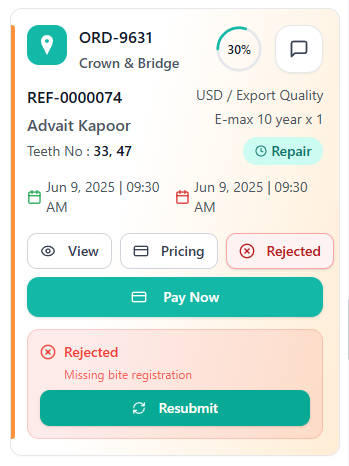 ORD-9631
30%
Crown & Bridge
REF-0000074
USD / Export Quality
Advait Kapoor
E-max 10 year x 1
Teeth No : 33, 47
Repair
Jun 9, 2025 | 09:30 AM
Jun 9, 2025 | 09:30 AM
View
Pricing
Rejected
Pay Now
Rejected
Missing bite registration
Resubmit